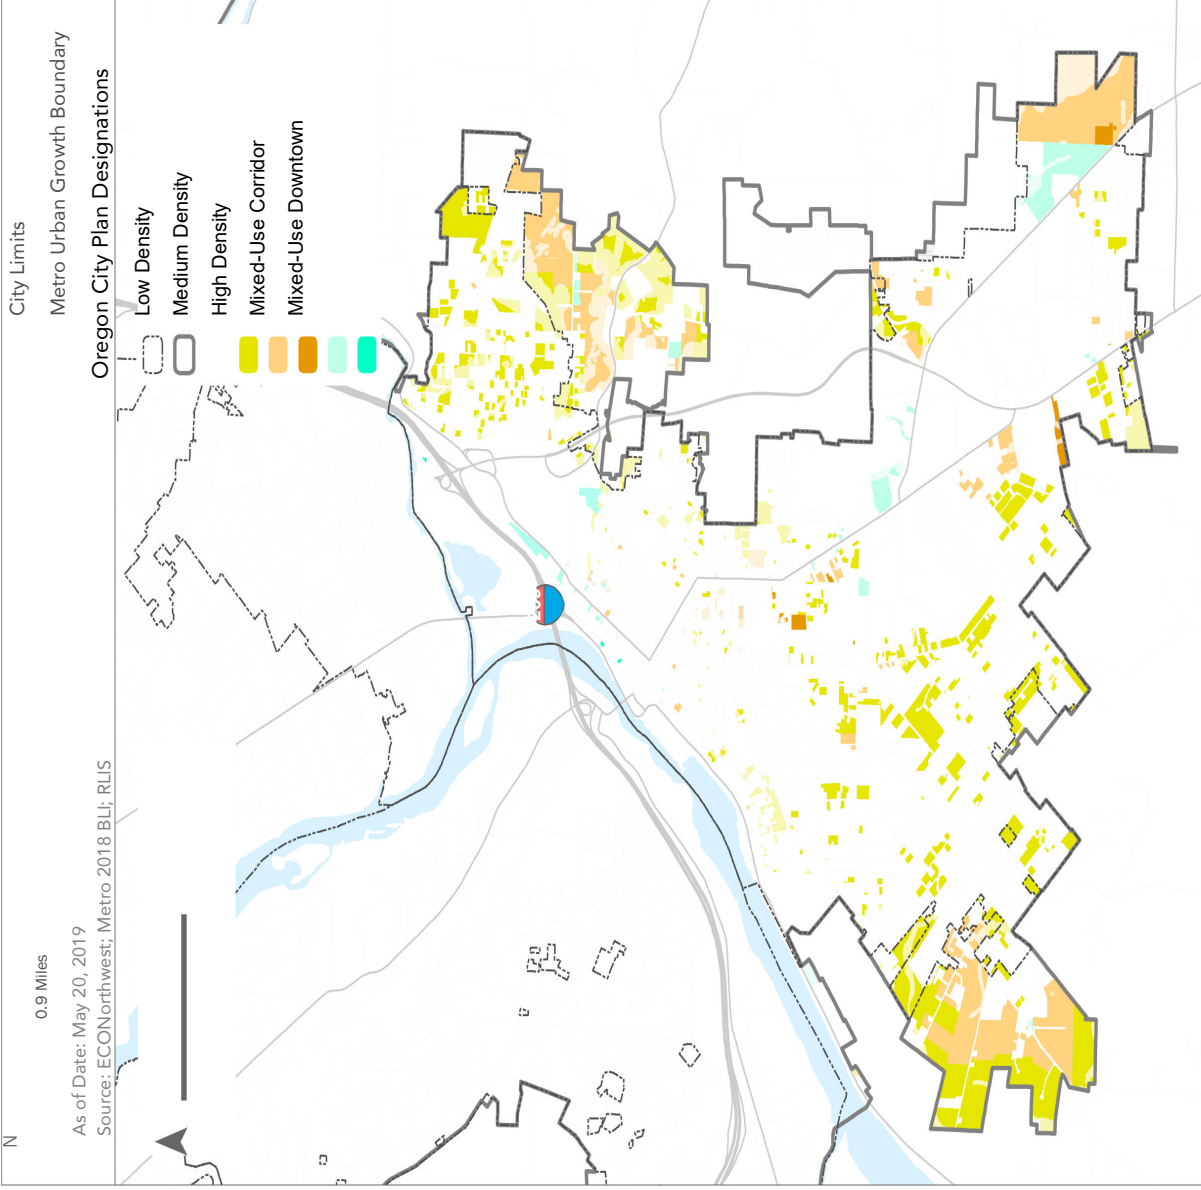 City Limits
Metro Urban Growth Boundary
Oregon City Plan Designations
Low Density
Medium Density
High Density
Mixed-Use Corridor
Mixed-Use Downtown
0.9 Miles
N
As of Date: May 20, 2019
Source: ECONorthwest; Metro 2018 BLI; RLIS